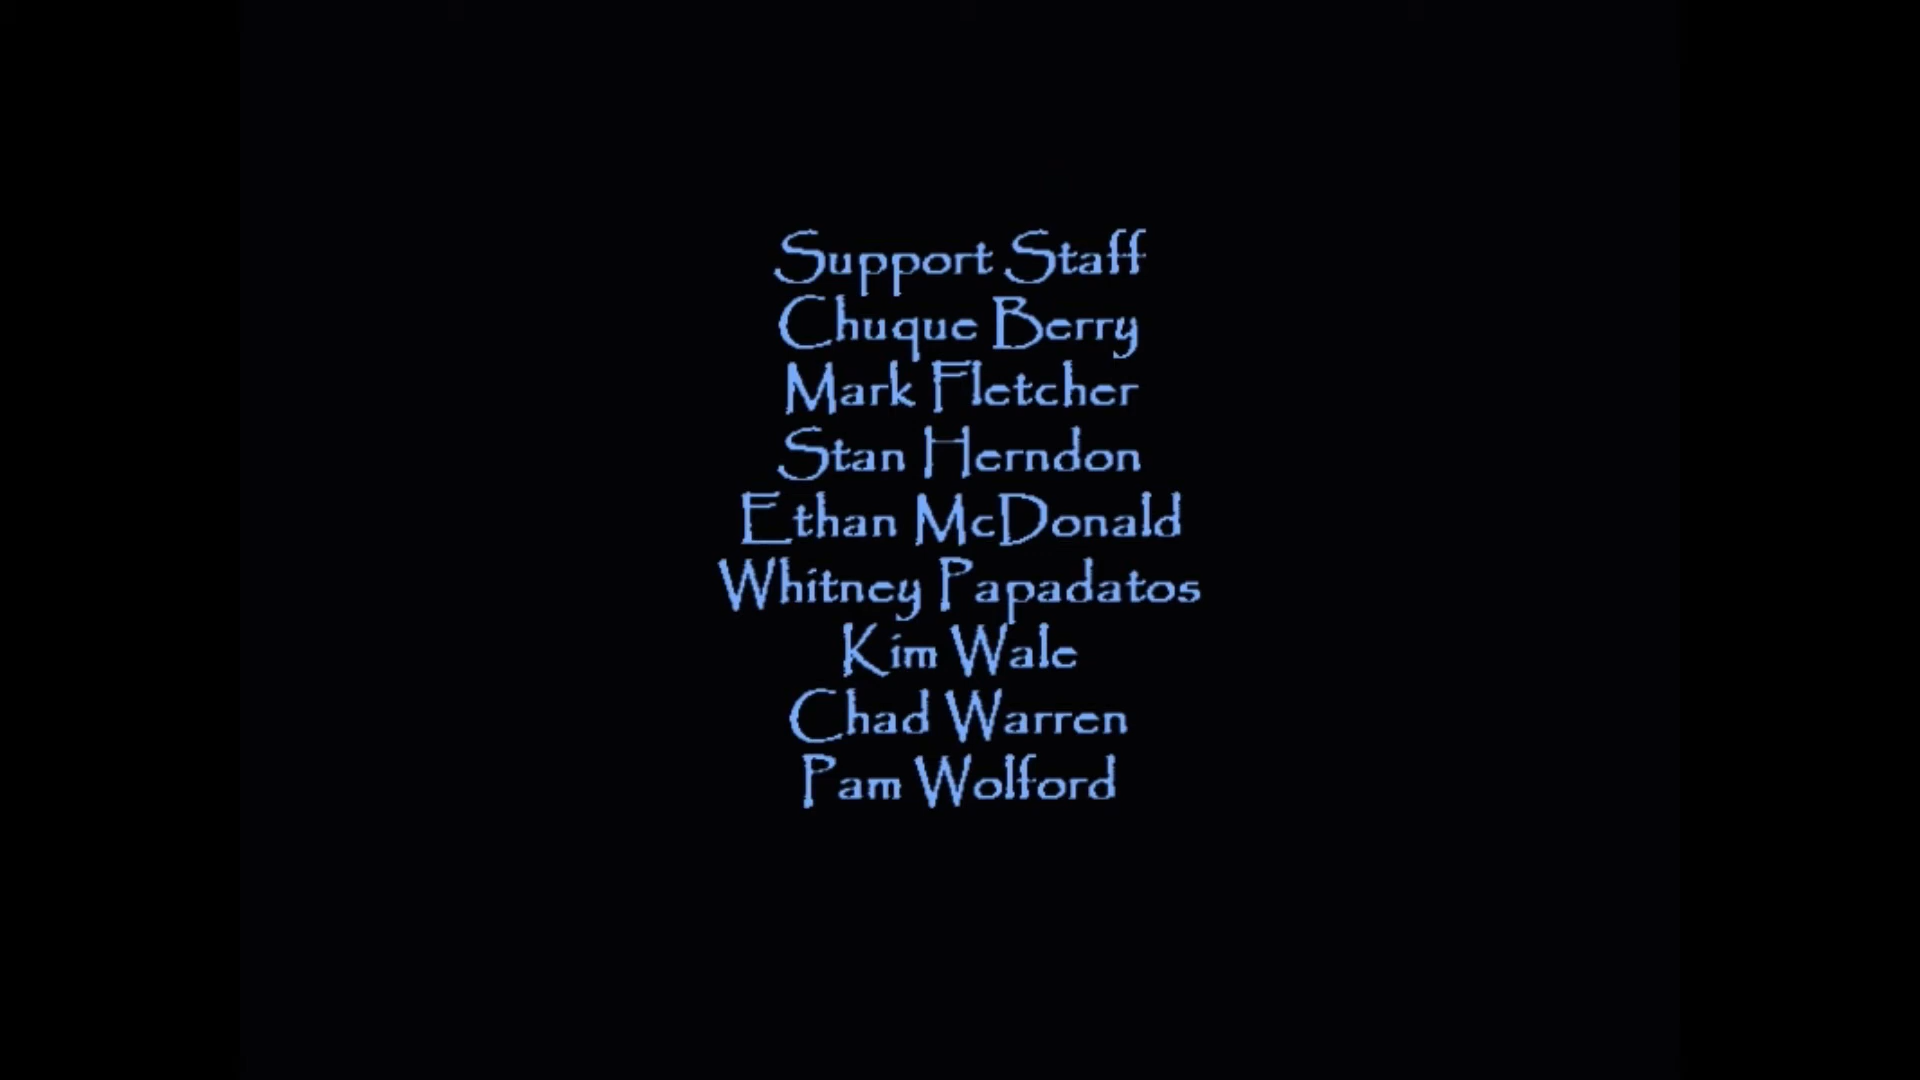 Support Staff
Chuque Berry
Mark Fletcher
Stan Herndon
Ethan McDonald
Whitney Papadatos
Kim Wale
Chad Warren
Pam Wolford